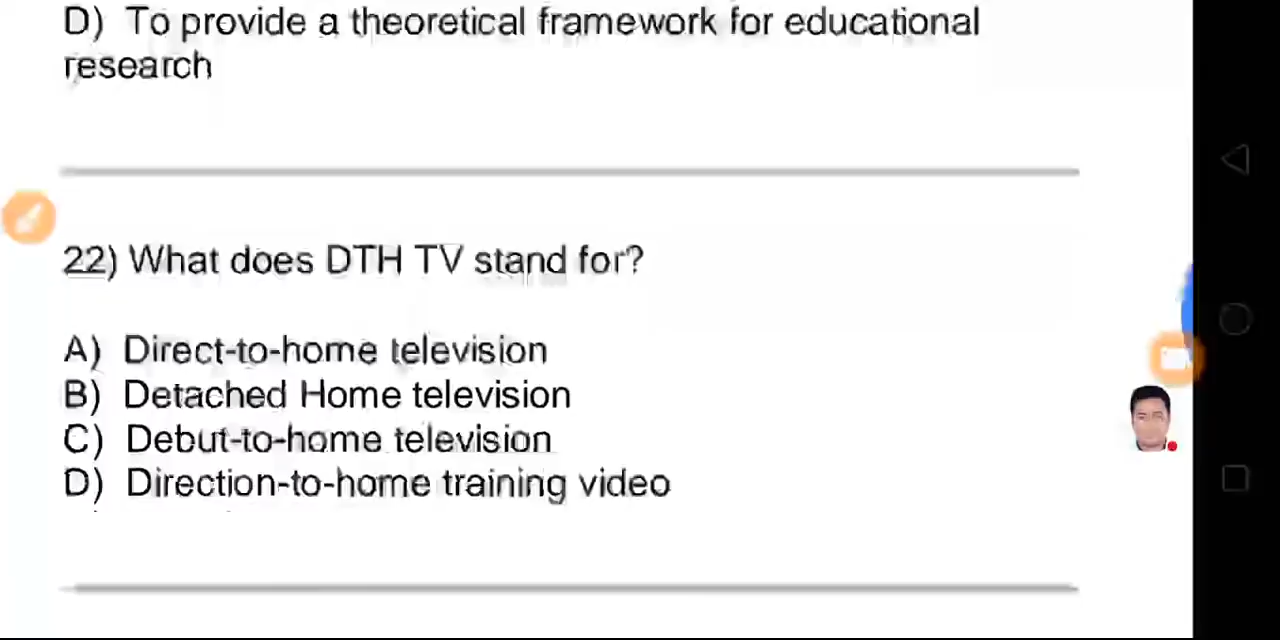 D) To provide a theoretical framework for educational
research
22) What does DTH TV stand for?
A) Direct-to-home television
B) Detached Home television
C) Debut-to-home television
D) Direction-to-home training video